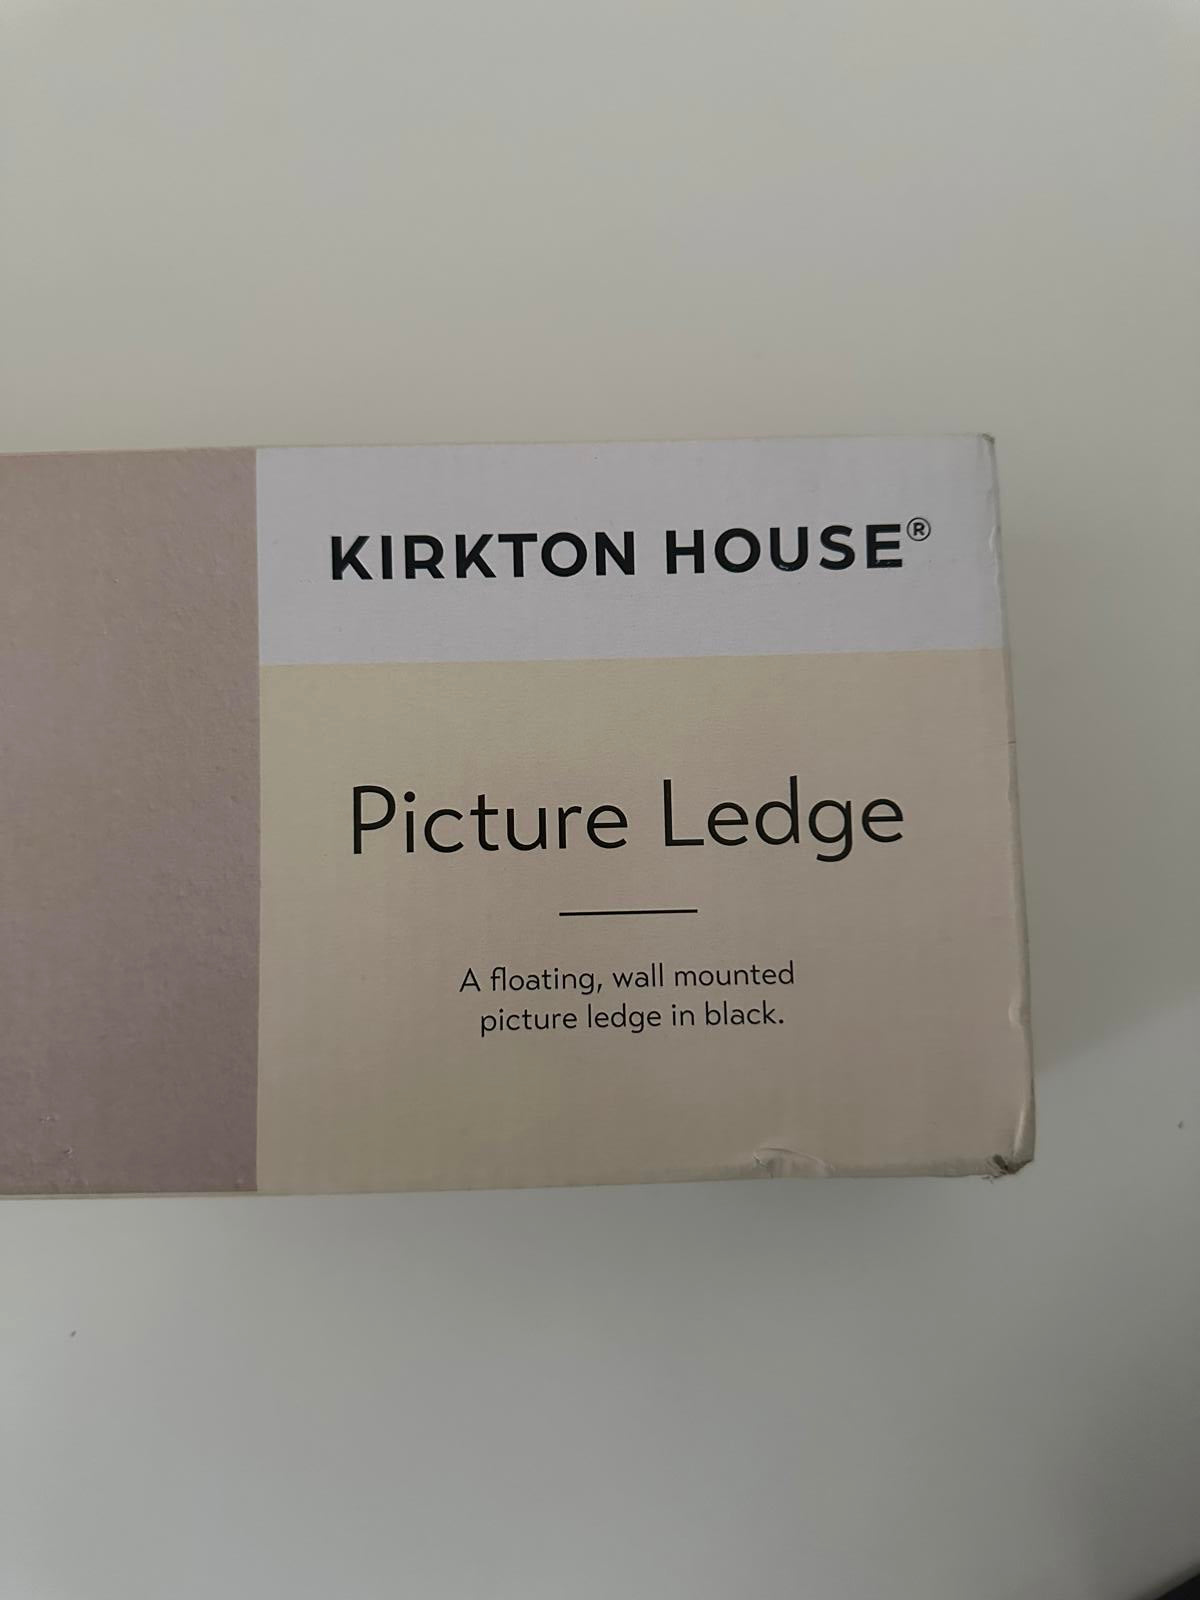 KIRKTON HOUSE®
Picture Ledge
A floating, wall mounted
picture ledge in black.